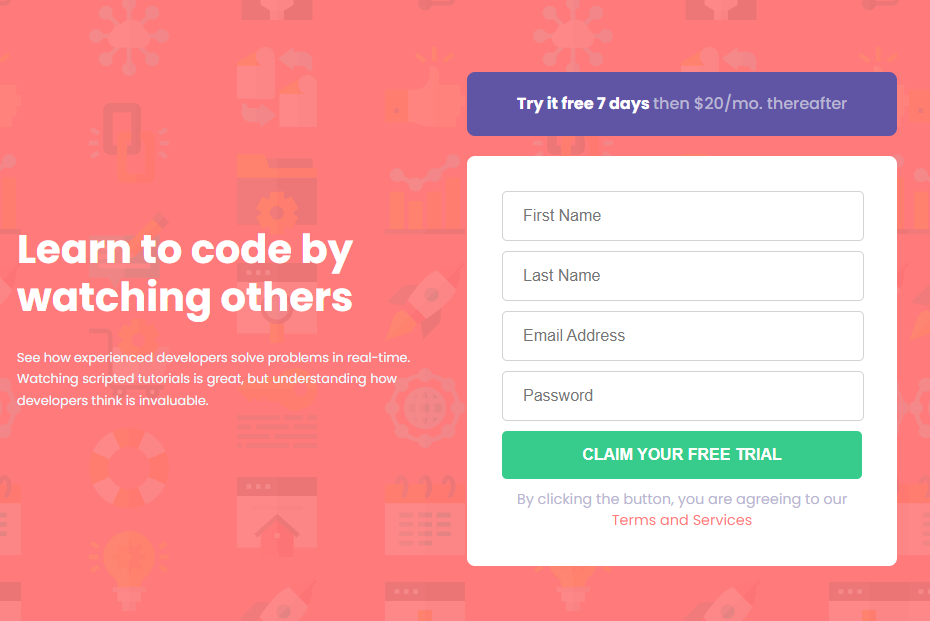 Try it free 7 days then $20/mo. thereafter
Learn to code by
watching others
See how experienced developers solve problems in real-time.
Watching scripted tutorials is great, but understanding how
developers think is invaluable.
First Name
Last Name
Email Address
Password
CLAIM YOUR FREE TRIAL
By clicking the button, you are agreeing to our
Terms and Services